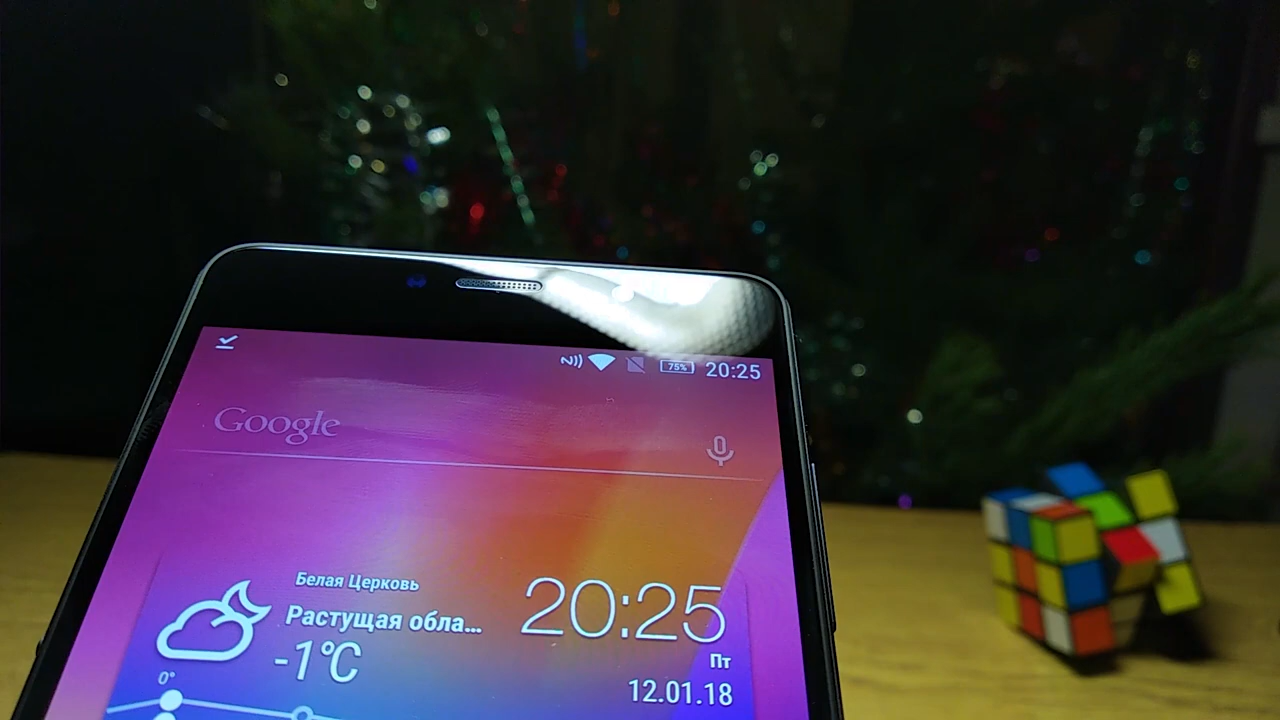 75% 20:25
Google
Белая Церковь
Растущая обла...
20:25
-1°C
Пт
12.01.18
0°